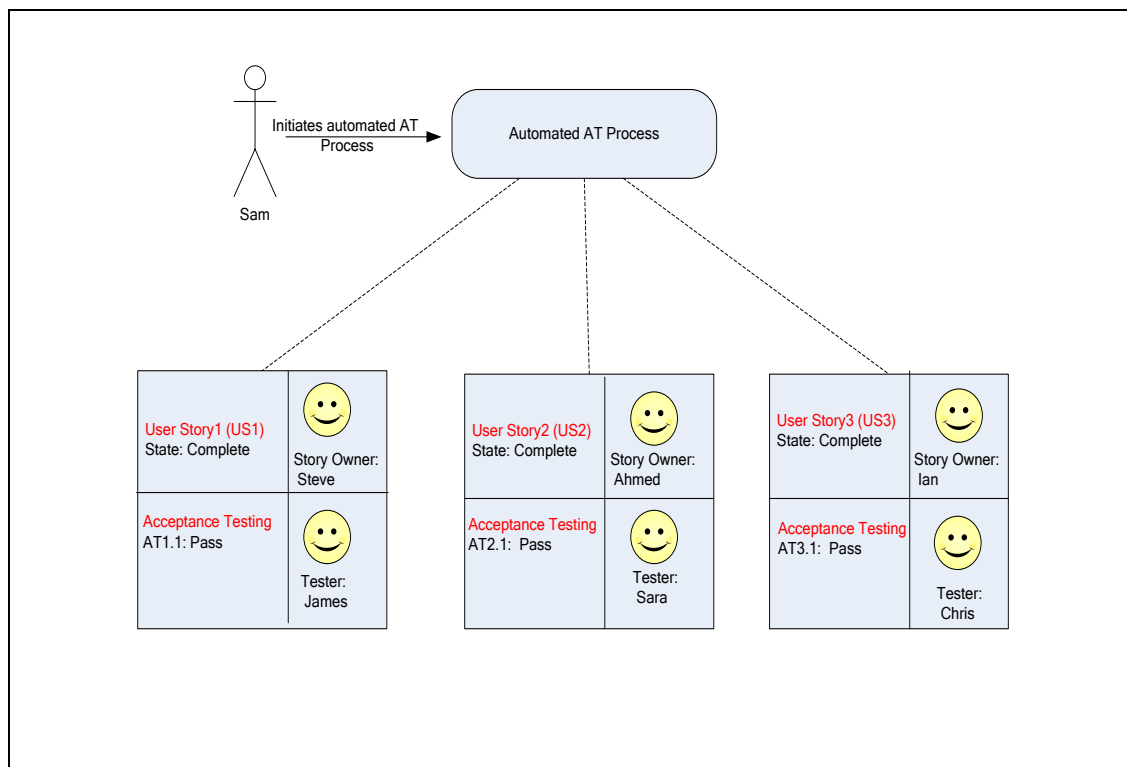 Initiates automated AT
Process
Automated AT Process
Sam
User Story1 (US1)
State: Complete
Story Owner:
Steve
Acceptance Testing
AT1.1: Pass
Tester:
James
User Story2 (US2)
State: Complete
Story Owner:
Ahmed
Acceptance Testing
AT2.1: Pass
Tester:
Sara
User Story3 (US3)
State: Complete
Story Owner:
Ian
Acceptance Testing
AT3.1: Pass
Tester:
Chris